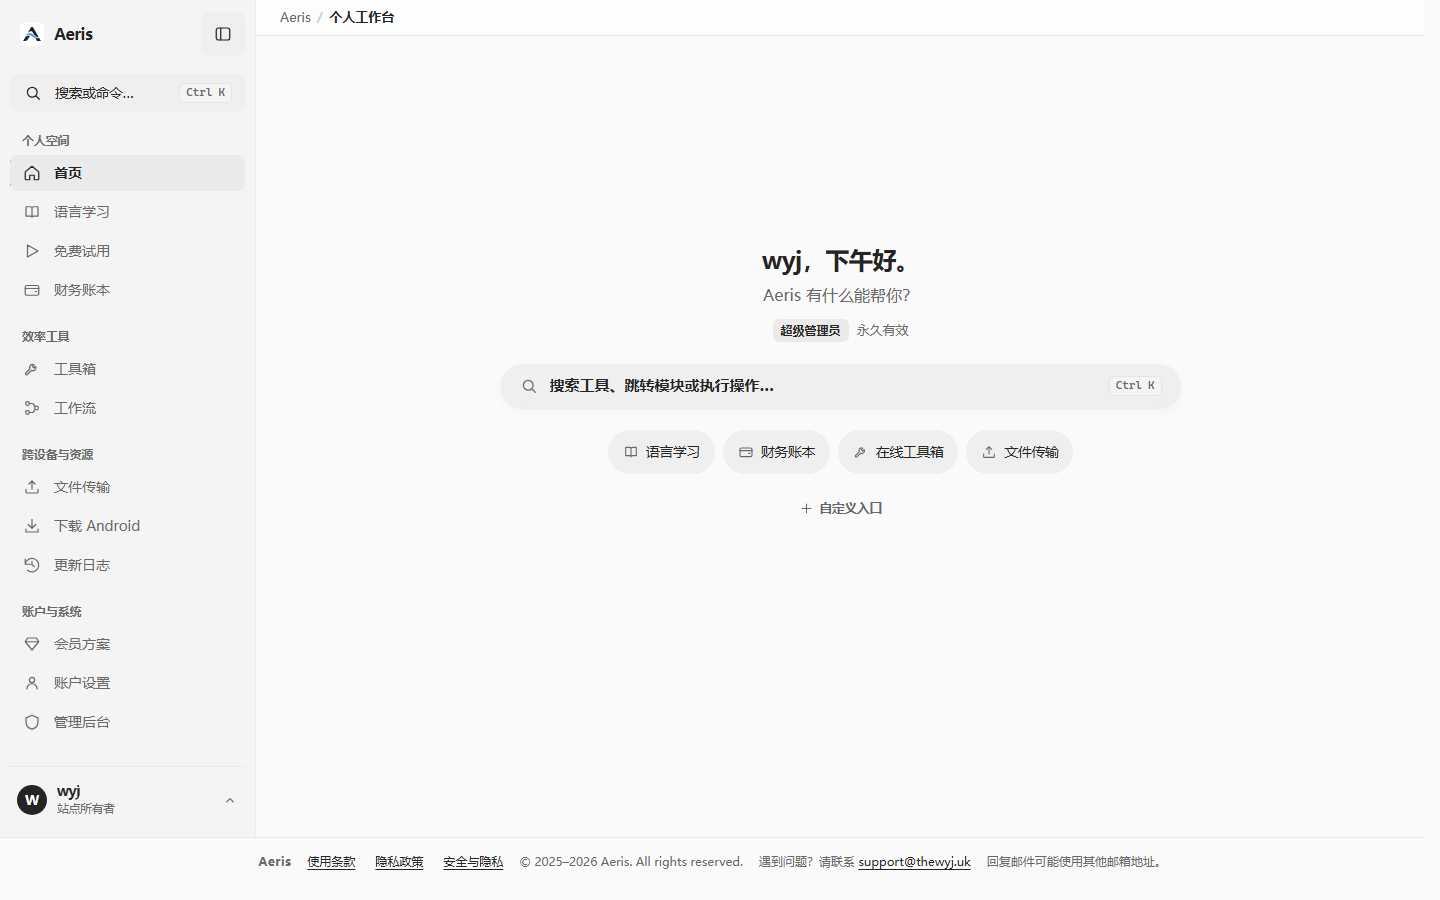 Aeris
搜索或命令... Ctrl K
个人空间
首页
语言学习
免费试用
财务账本
效率工具
工具箱
工作流
跨设备与资源
文件传输
下载 Android
更新日志
账户与系统
会员方案
账户设置
管理后台
W
wyj
站点所有者
Aeris / 个人工作台
wyj，下午好。
Aeris 有什么能帮你？
超级管理员 永久有效
搜索工具、跳转模块或执行操作... Ctrl K
语言学习 财务账本 在线工具箱 文件传输
自定义入口
Aeris 使用条款 隐私政策 安全与隐私 © 2025–2026 Aeris. All rights reserved. 遇到问题？请联系 support@thewyj.uk 回复邮件可能使用其他邮箱地址。